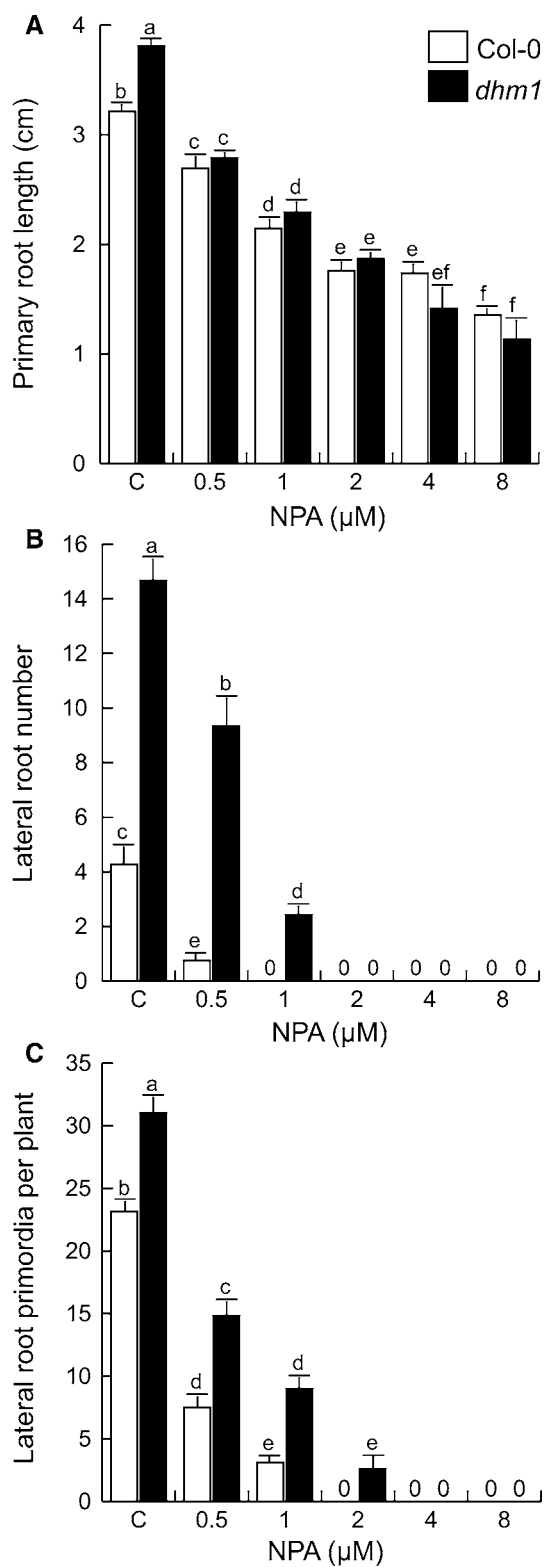 A
Primary root length (cm)
4
3
2
1
0
Col-0
dhm1
b a c c d d e e e ef f f
C 0.5 1 2 4 8
NPA (µM)
B
Lateral root number
16
14
12
10
8
6
4
2
0
c a e b 0 d 0 0 0 0 0 0
C 0.5 1 2 4 8
NPA (µM)
C
Lateral root primordia per plant
35
30
25
20
15
10
5
0
b a d c e d 0 e 0 0 0 0
C 0.5 1 2 4 8
NPA (µM)